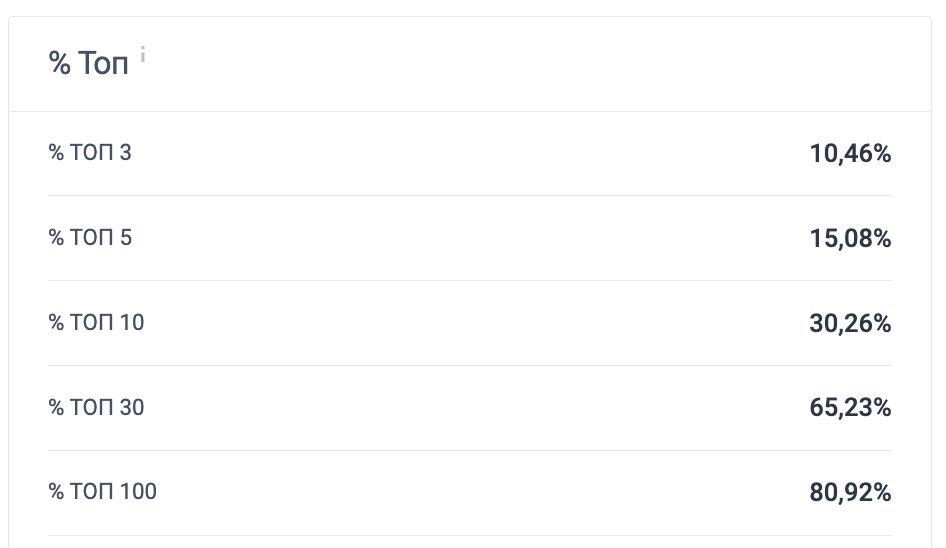 % Топ i
% ТОП 3
10,46%
% ТОП 5
15,08%
% ТОП 10
30,26%
% ТОП 30
65,23%
% ТОП 100
80,92%